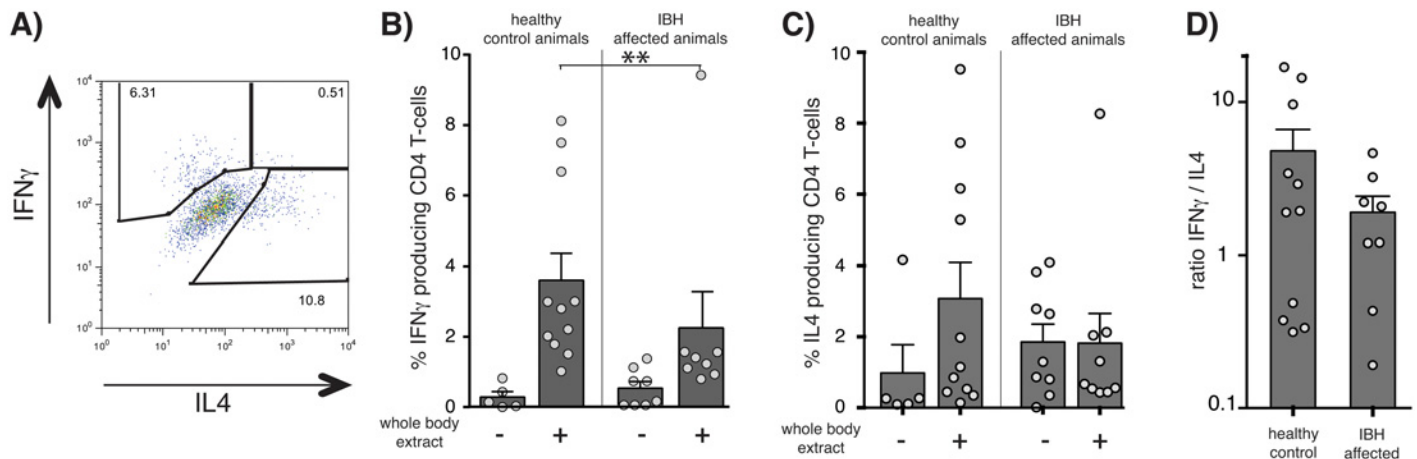 A)
IFNγ
10⁴
10³
10²
10¹
10⁰
6.31
0.51
10.8
10⁰ 10¹ 10² 10³ 10⁴
IL4
B)
healthy
control animals
IBH
affected animals
% IFNγ producing CD4 T-cells
10
8
6
4
2
0
**
whole body
extract
- + - +
C)
healthy
control animals
IBH
affected animals
% IL4 producing CD4 T-cells
10
8
6
4
2
0
whole body
extract
- + - +
D)
ratio IFNγ / IL4
10
1
0.1
healthy
control
IBH
affected